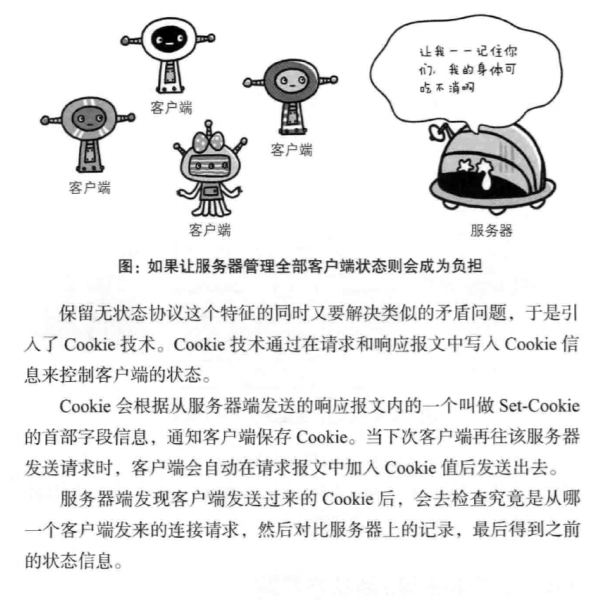 让我一一记住你
们，我的身体可
吃不消啊
客户端
客户端
客户端
客户端
服务器
图：如果让服务器管理全部客户端状态则会成为负担
保留无状态协议这个特征的同时又要解决类似的矛盾问题，于是引
入了 Cookie 技术。Cookie 技术通过在请求和响应报文中写入 Cookie 信
息来控制客户端的状态。
Cookie 会根据从服务器端发送的响应报文内的一个叫做 Set-Cookie
的首部字段信息，通知客户端保存 Cookie。当下次客户端再往该服务器
发送请求时，客户端会自动在请求报文中加入 Cookie 值后发送出去。
服务器端发现客户端发送过来的 Cookie 后，会去检查究竟是从哪
一个客户端发来的连接请求，然后对比服务器上的记录，最后得到之前
的状态信息。